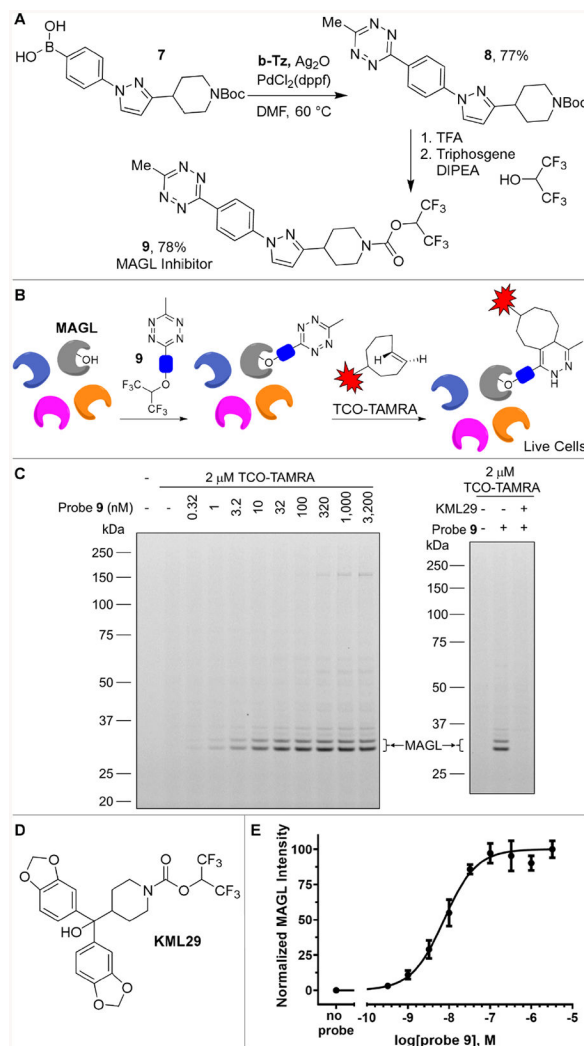 A
HO
B
OH
7
N
N
NBoc
b-Tz, Ag2O
PdCl2(dppf)
DMF, 60 °C
Me
N
N
N
N
8, 77%
N
N
NBoc
1. TFA
2. Triphosgene
DIPEA
CF3
HO
CF3
Me
N
N
N
N
N
N
N
O
O
CF3
CF3
9, 78%
MAGL Inhibitor
B
MAGL
OH
9
N
N
N
N
O
F3C
CF3
O
N
N
N
N
H
H
TCO-TAMRA
O
N
N
H
Live Cells
C
2 μM TCO-TAMRA
-
Probe 9 (nM) - - 0.32 1 3.2 10 32 100 320 1,000 3,200
kDa
250
150
100
75
50
37
25
20
MAGL
2 μM
TCO-TAMRA
KML29 - - +
Probe 9 - + +
kDa
250
150
100
75
50
37
25
D
O
O
HO
O
O
N
O
O
CF3
CF3
KML29
E
Normalized MAGL Intensity
100
75
50
25
0
no
probe
-10 -9 -8 -7 -6 -5
log[probe 9], M